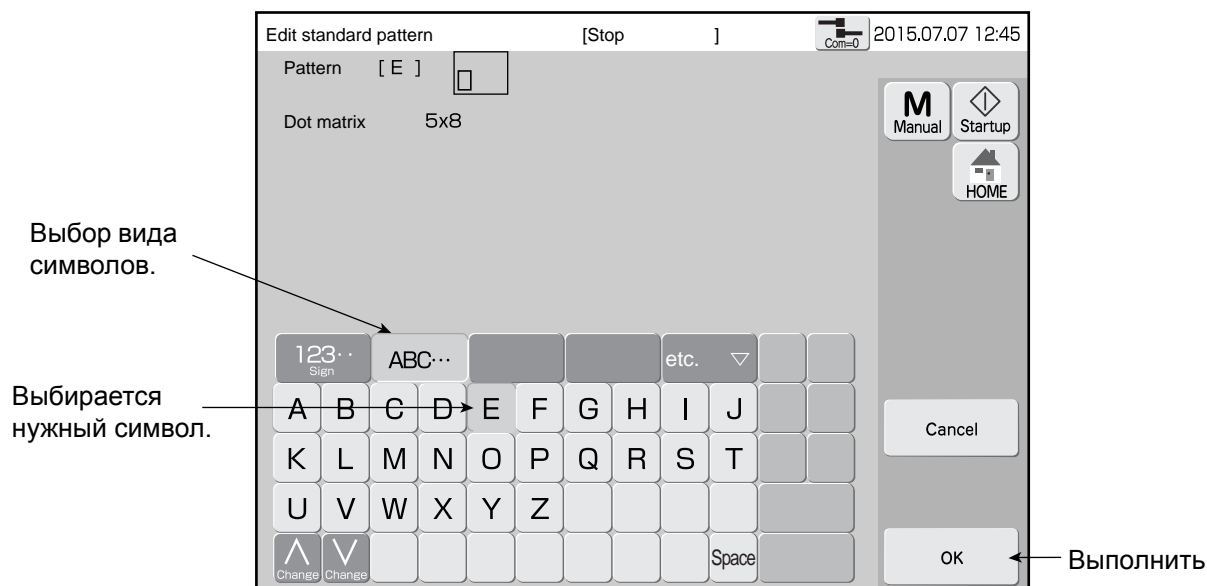 Edit standard pattern [Stop ] Com=0 2015.07.07 12:45
Pattern [ E ]
Dot matrix 5x8
M
Manual
Startup
HOME
Выбор вида
символов.
123··
Sign
ABC···
etc. ▽
Выбирается
нужный символ.
A B C D E F G H I J
K L M N O P Q R S T
U V W X Y Z
Change Change Space
Cancel
OK
Выполнить